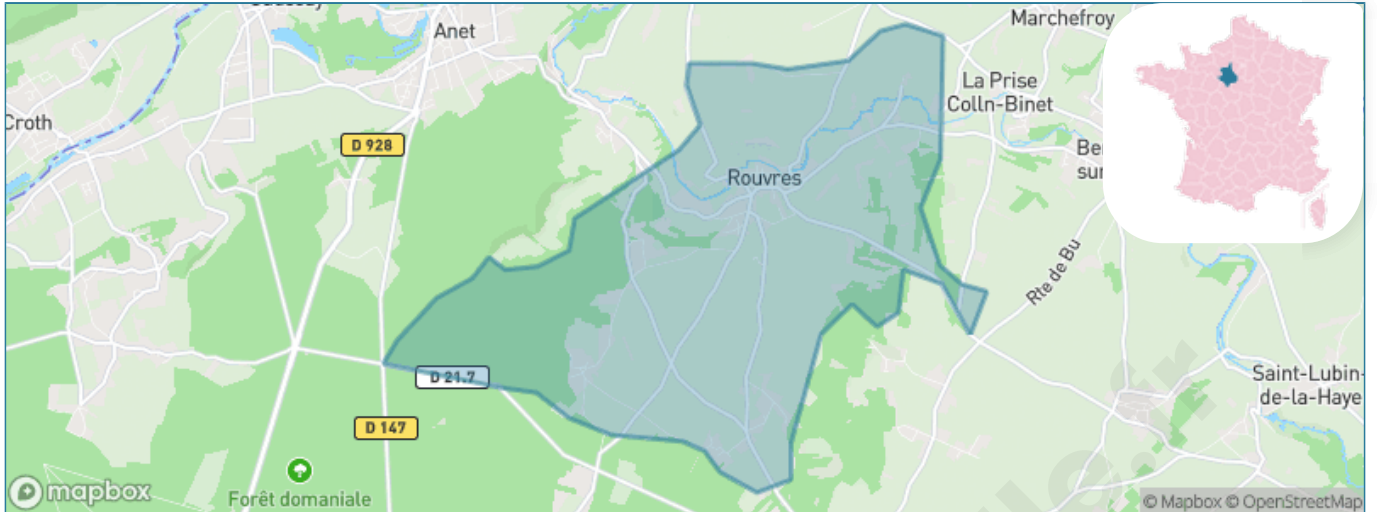 Anet
Marchefroy
La Prise
Colln-Binet
Croth
D 928
Rouvres
Rte de Bu
D 21.7
D 147
Saint-Lubin-
de-la-Haye
Forêt domaniale
mapbox
© Mapbox © OpenStreetMap